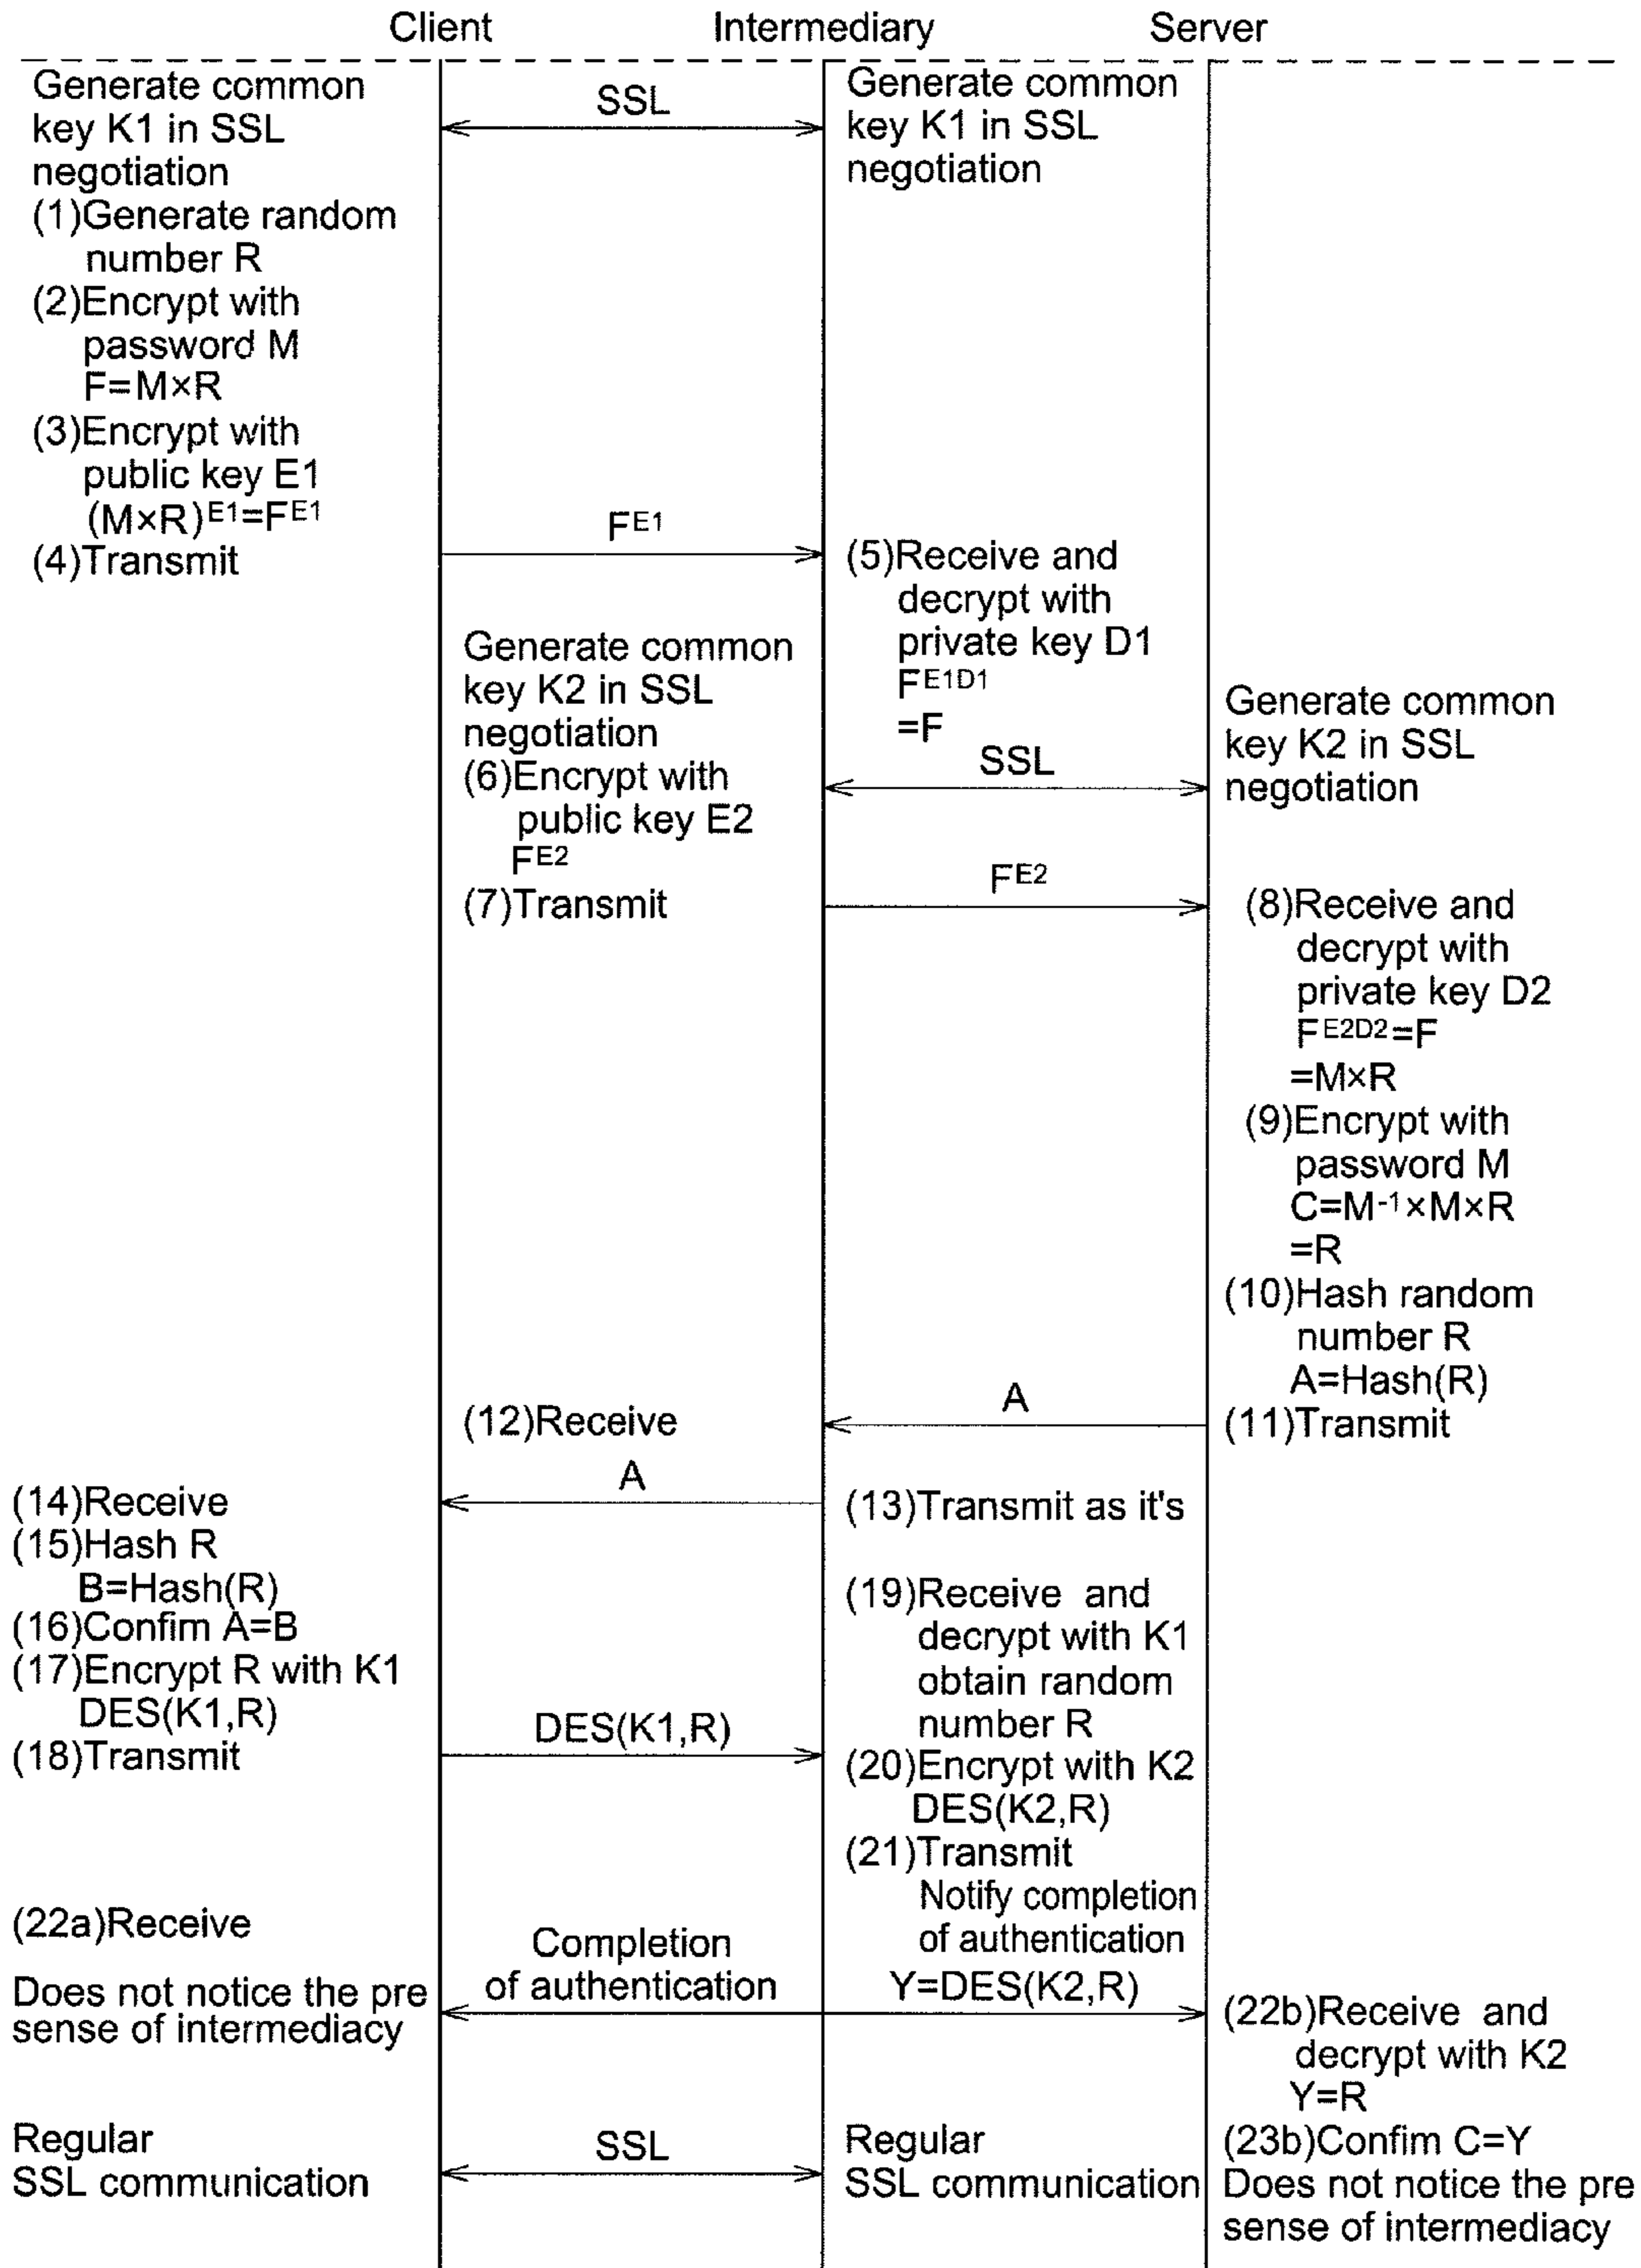 Client Intermediary Server
Generate common
key K1 in SSL
negotiation
SSL
Generate common
key K1 in SSL
negotiation
(1)Generate random
number R
(2)Encrypt with
password M
F=M×R
(3)Encrypt with
public key E1
(M×R)^E1=F^E1
(4)Transmit
F^E1
(5)Receive and
decrypt with
private key D1
F^E1D1
=F
Generate common
key K2 in SSL
negotiation
SSL
Generate common
key K2 in SSL
negotiation
(6)Encrypt with
public key E2
F^E2
(7)Transmit
F^E2
(8)Receive and
decrypt with
private key D2
F^E2D2=F
=M×R
(9)Encrypt with
password M
C=M^-1×M×R
=R
(10)Hash random
number R
A=Hash(R)
(11)Transmit
A
(12)Receive
(13)Transmit as it's
A
(14)Receive
(15)Hash R
B=Hash(R)
(16)Confim A=B
(17)Encrypt R with K1
DES(K1,R)
(18)Transmit
DES(K1,R)
(19)Receive and
decrypt with K1
obtain random
number R
(20)Encrypt with K2
DES(K2,R)
(21)Transmit
Notify completion
of authentication
Y=DES(K2,R)
Completion
of authentication
(22a)Receive
Does not notice the pre
sense of intermediacy
(22b)Receive and
decrypt with K2
Y=R
(23b)Confim C=Y
Does not notice the pre
sense of intermediacy
Regular
SSL communication
SSL
Regular
SSL communication